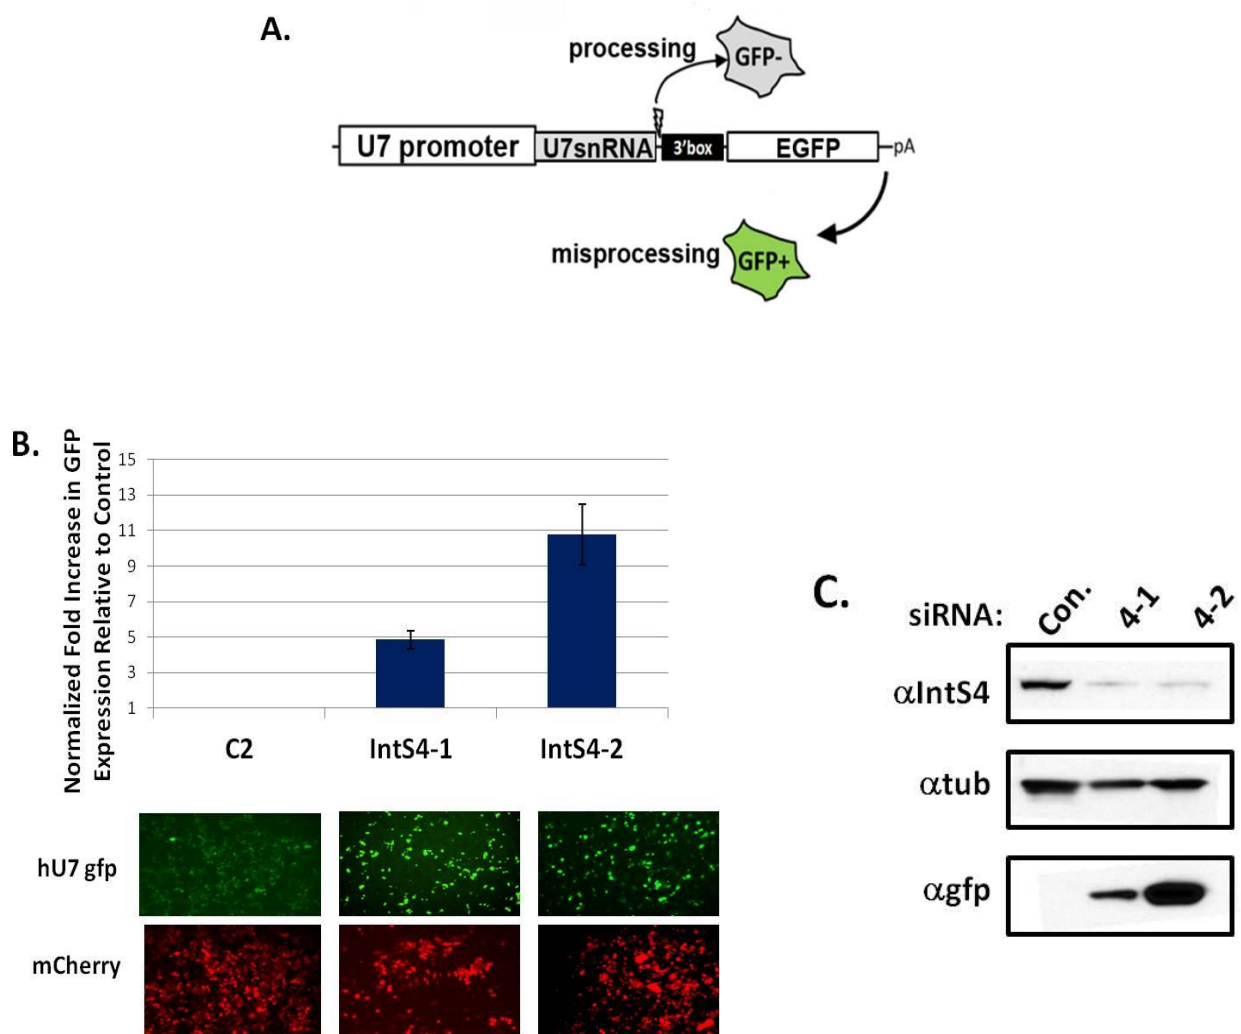 A.
processing
GFP-
U7 promoter
U7snRNA
3'box
EGFP
pA
misprocessing
GFP+
B.
Normalized Fold Increase in GFP
Expression Relative to Control
15
13
11
9
7
5
3
1
C2
IntS4-1
IntS4-2
hU7 gfp
mCherry
C.
siRNA:
Con.
4-1
4-2
αIntS4
αtub
αgfp